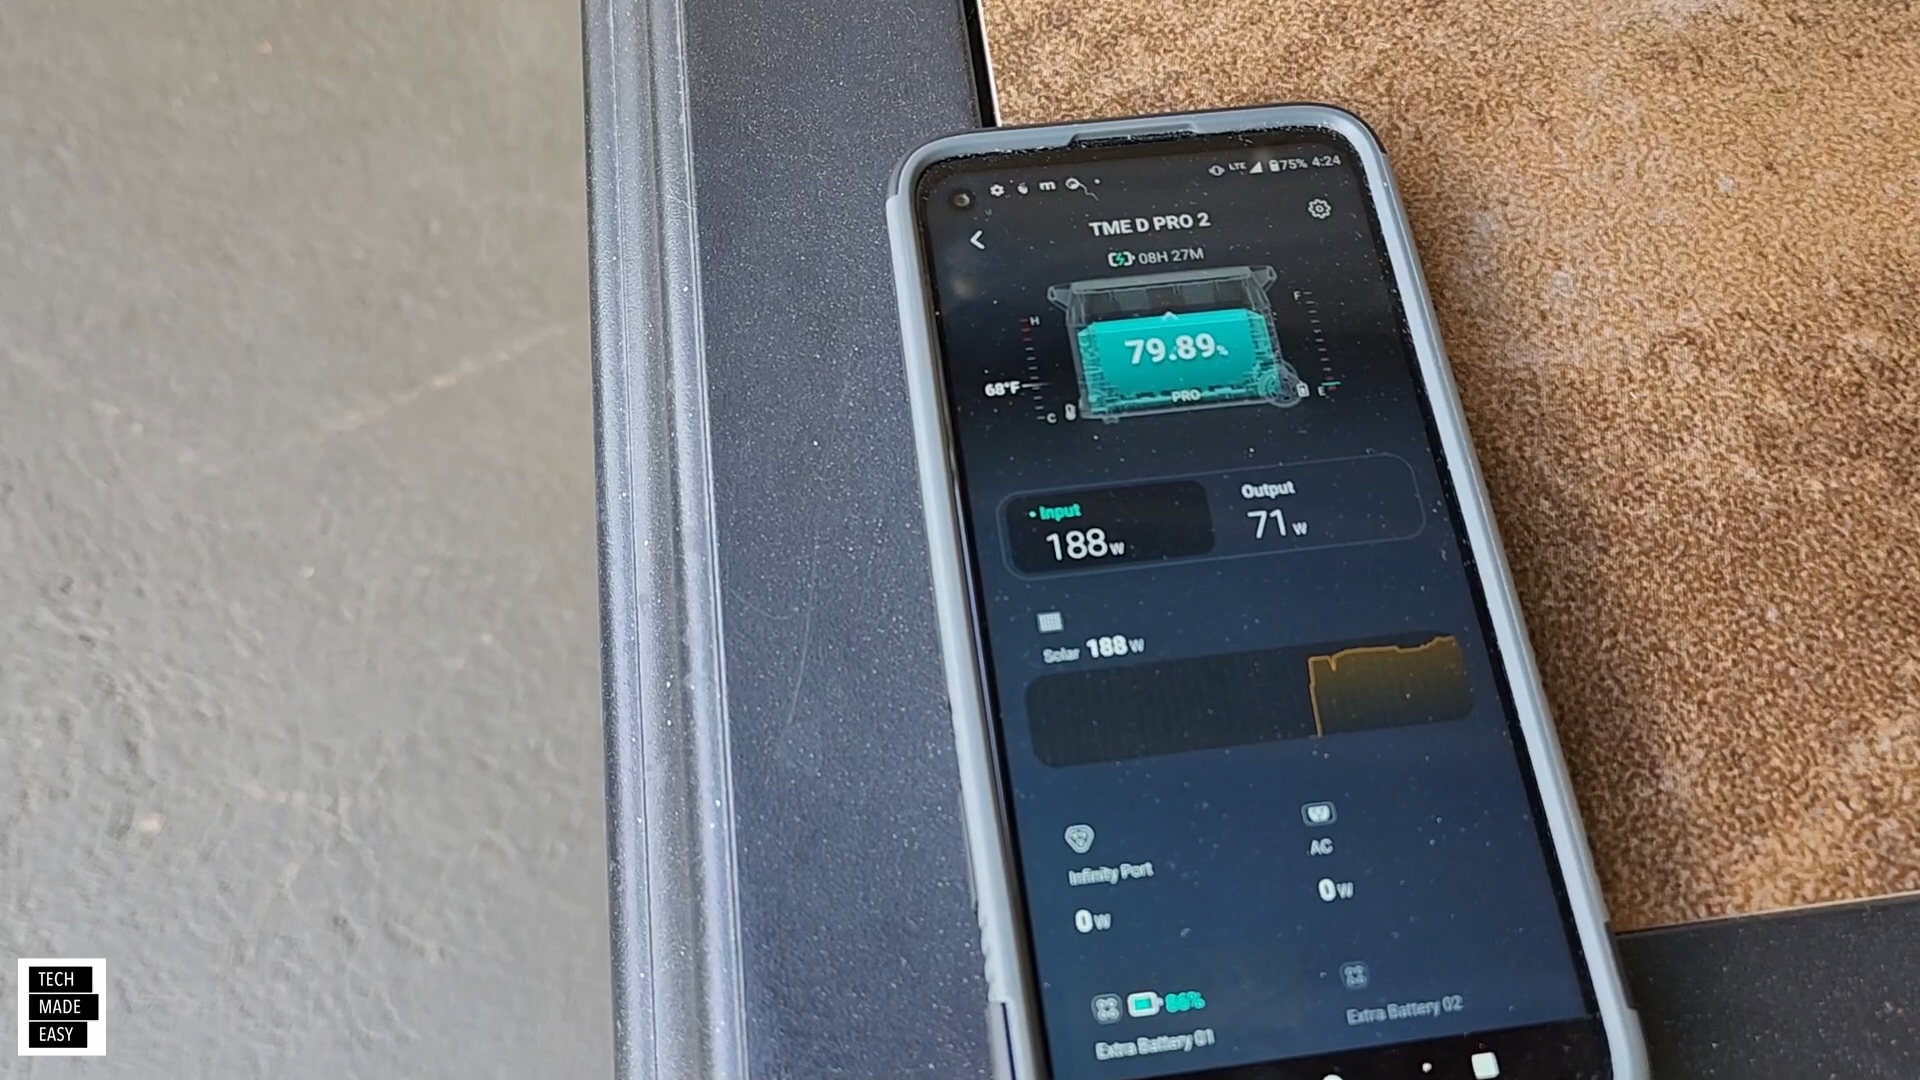 LTE 75% 4:24
TME D PRO 2
08H 27M
H
F
79.89%
68°F
PRO
C
E
• Input
188W
Output
71W
Solar 188W
Infinity Port
0W
AC
0W
86%
Extra Battery 01
Extra Battery 02
TECH
MADE
EASY